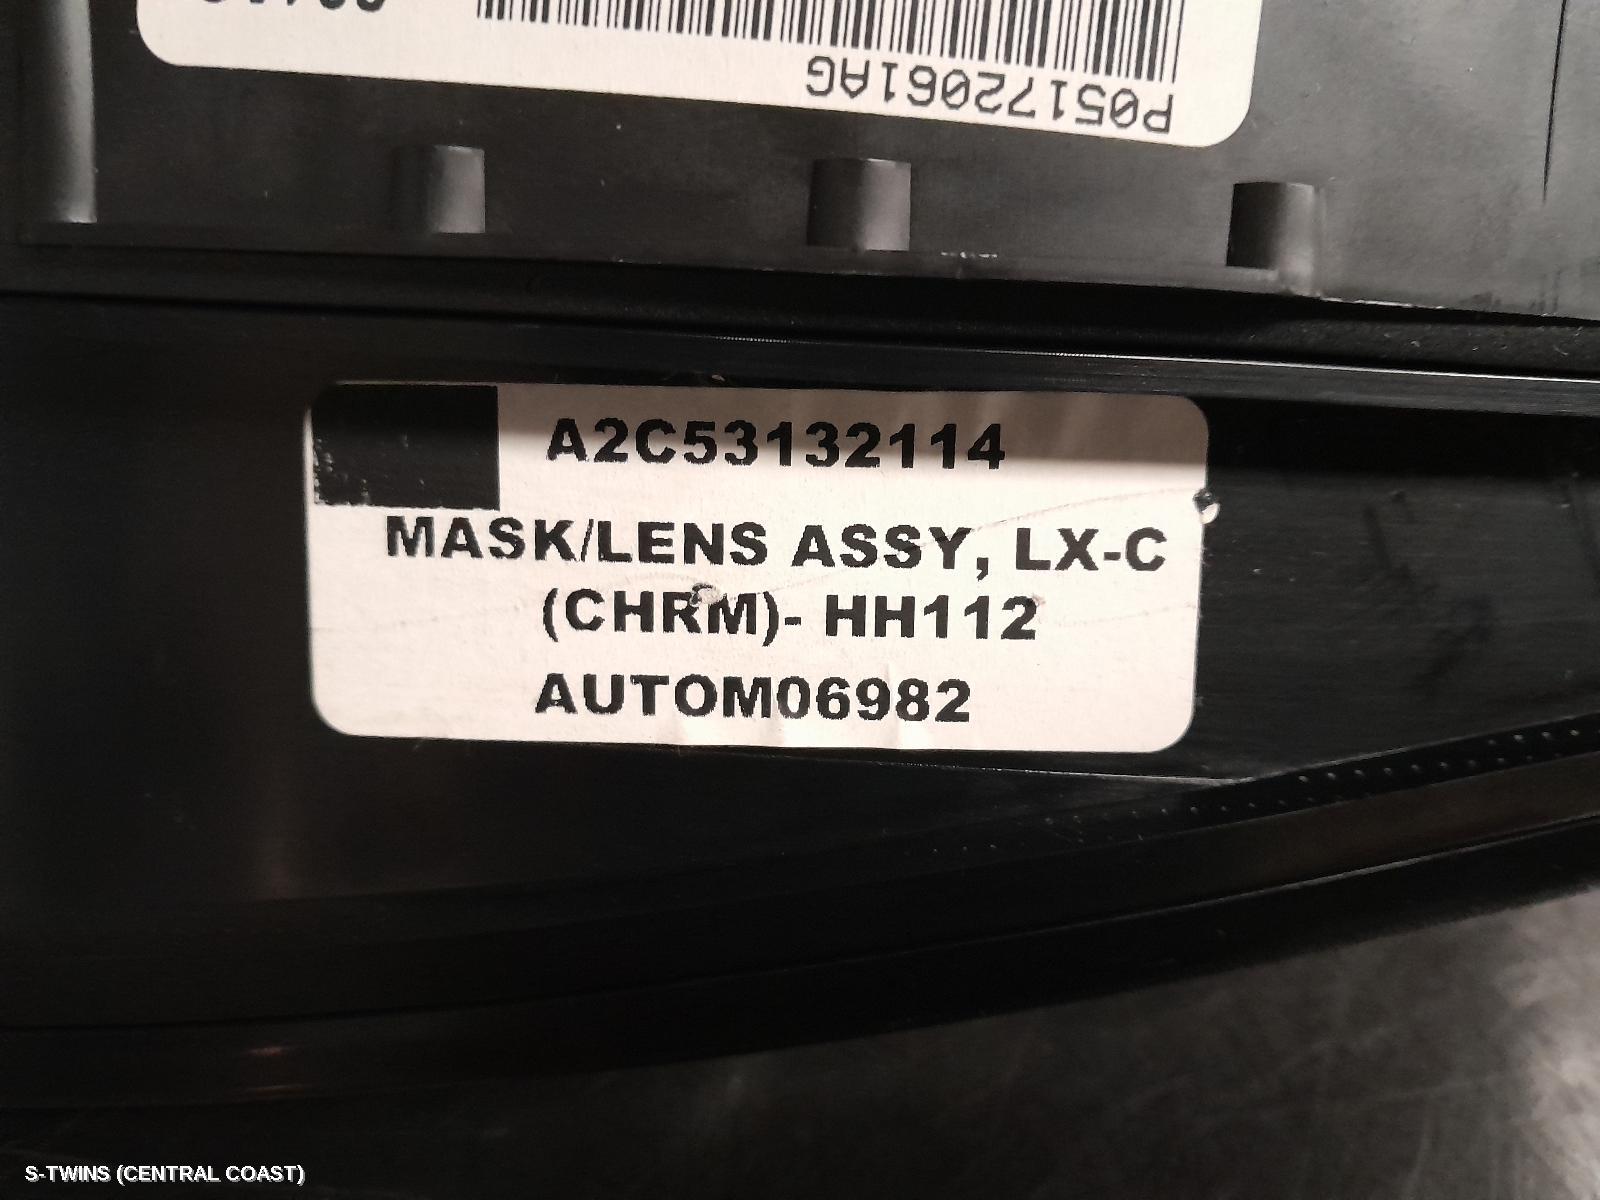 P05172061AG
A2C53132114
MASK/LENS ASSY, LX-C
(CHRM)- HH112
AUTOM06982
S-TWINS (CENTRAL COAST)